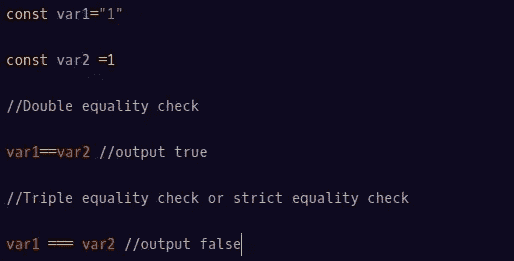 const var1="1"
const var2 =1
//Double equality check
var1==var2 //output true
//Triple equality check or strict equality check
var1 === var2 //output false